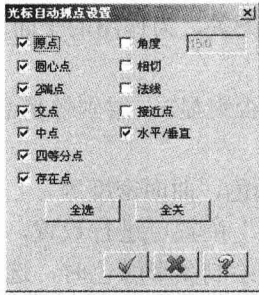 光标自动抓点设置
原点
角度
圆心点
相切
2端点
法线
交点
接近点
中点
水平/垂直
四等分点
存在点
全选
全关